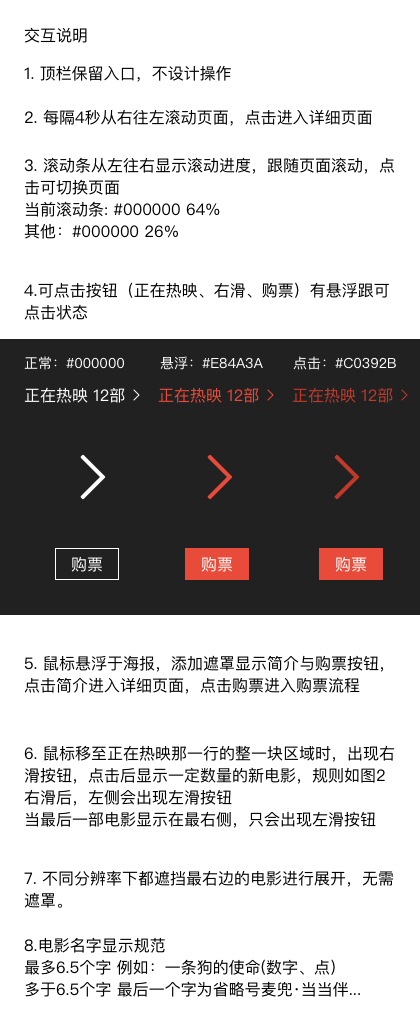 交互说明
1. 顶栏保留入口，不设计操作
2. 每隔4秒从右往左滚动页面，点击进入详细页面
3. 滚动条从左往右显示滚动进度，跟随页面滚动，点
击可切换页面
当前滚动条: #000000 64%
其他：#000000 26%
4.可点击按钮（正在热映、右滑、购票）有悬浮跟可
点击状态
正常：#000000 悬浮：#E84A3A 点击：#C0392B
正在热映 12部 正在热映 12部 正在热映 12部
购票 购票 购票
5. 鼠标悬浮于海报，添加遮罩显示简介与购票按钮，
点击简介进入详细页面，点击购票进入购票流程
6. 鼠标移至正在热映那一行的整一块区域时，出现右
滑按钮，点击后显示一定数量的新电影，规则如图2
右滑后，左侧会出现左滑按钮
当最后一部电影显示在最右侧，只会出现左滑按钮
7. 不同分辨率下都遮挡最右边的电影进行展开，无需
遮罩。
8.电影名字显示规范
最多6.5个字 例如：一条狗的使命(数字、点)
多于6.5个字 最后一个字为省略号麦兜·当当伴...